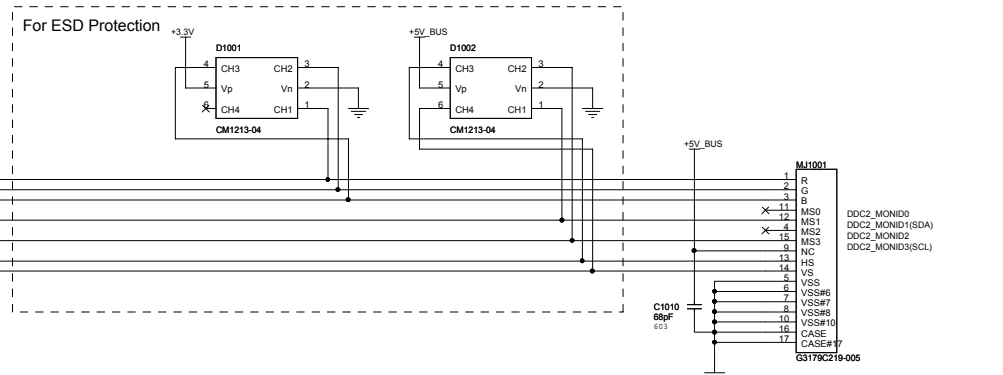 For ESD Protection
+3.3V
D1001
4 CH3 CH2 3
5 Vp Vn 2
6 CH4 CH1 1
CM1213-04
+5V_BUS
D1002
4 CH3 CH2 3
5 Vp Vn 2
6 CH4 CH1 1
CM1213-04
+5V_BUS
MJ1001
1 R
2 G
3 B
11 MS0
12 MS1
4 MS2
15 MS3
9 NC
13 HS
14 VS
5 VSS
6 VSS#6
7 VSS#7
8 VSS#8
10 VSS#10
16 CASE
17 CASE#17
G3179C219-005
DDC2_MONID0
DDC2_MONID1(SDA)
DDC2_MONID2
DDC2_MONID3(SCL)
C1010
68pF
603